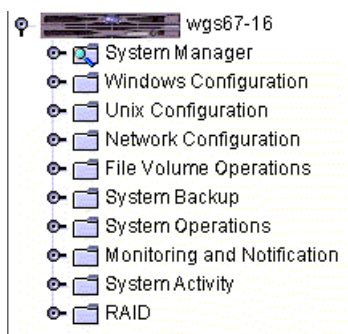 wgs67-16
System Manager
Windows Configuration
Unix Configuration
Network Configuration
File Volume Operations
System Backup
System Operations
Monitoring and Notification
System Activity
RAID